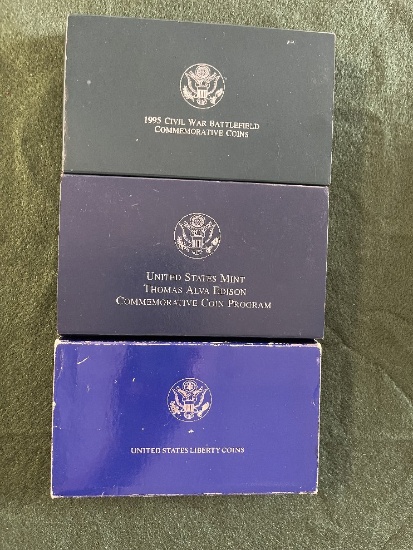 1995 CIVIL WAR BATTLEFIELD
COMMEMORATIVE COINS
UNITED STATES MINT
THOMAS ALVA EDISON
COMMEMORATIVE COIN PROGRAM
UNITED STATES LIBERTY COINS